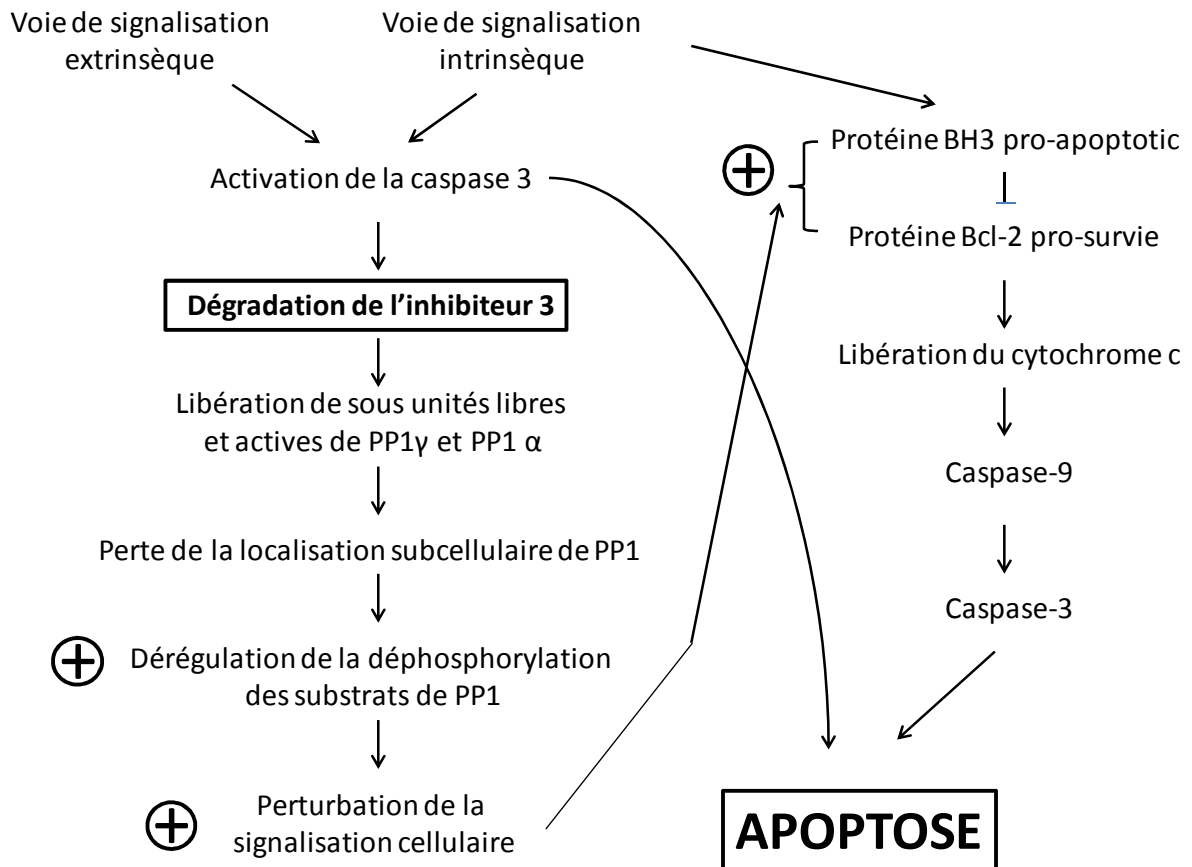 Voie de signalisation
extrinsèque
Voie de signalisation
intrinsèque
Activation de la caspase 3
Dégradation de l'inhibiteur 3
Libération de sous unités libres
et actives de PP1γ et PP1 α
Perte de la localisation subcellulaire de PP1
Dérégulation de la déphosphorylation
des substrats de PP1
Perturbation de la
signalisation cellulaire
Protéine BH3 pro-apoptotic
Protéine Bcl-2 pro-survie
Libération du cytochrome c
Caspase-9
Caspase-3
APOPTOSE